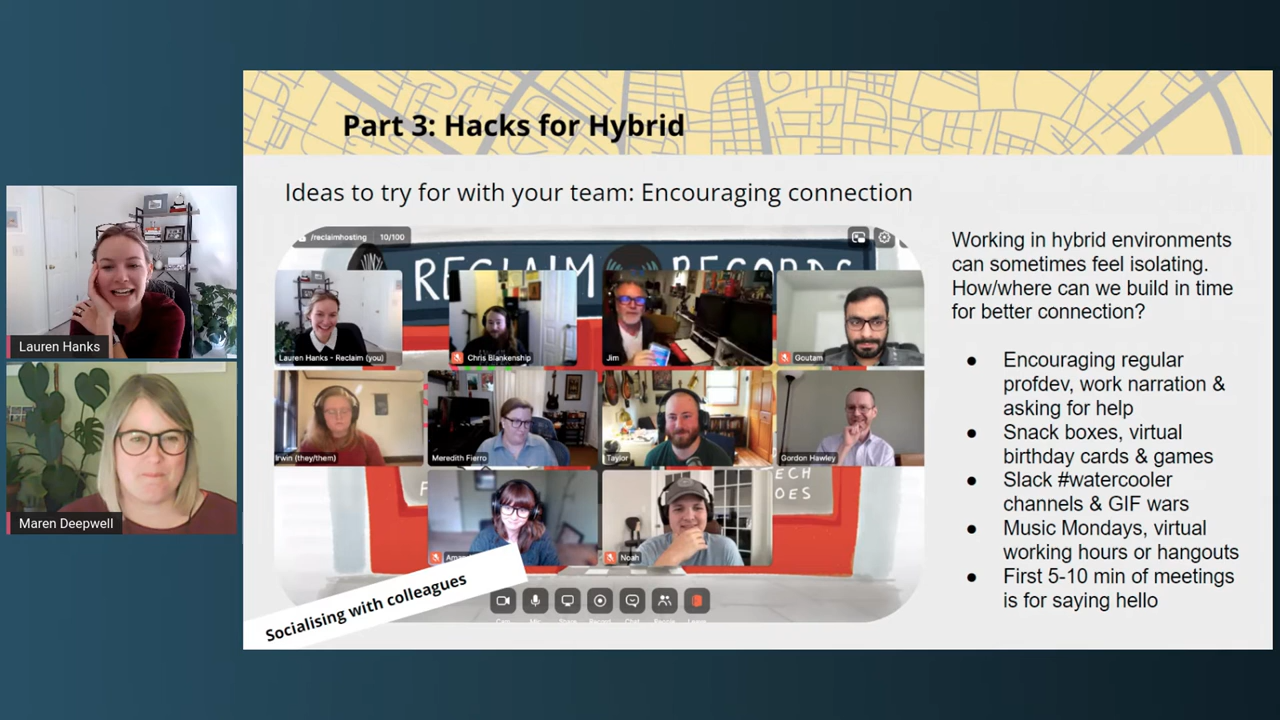 Part 3: Hacks for Hybrid
Ideas to try for with your team: Encouraging connection
/reclaimhosting 10/100
RECLAIM RECORDS
Lauren Hanks - Reclaim (you)
Chris Blankenship
Jim
Goutam
Irwin (they/them)
Meredith Fierro
Taylor
Gordon Hawley
TECH
Noah
Socialising with colleagues
Working in hybrid environments
can sometimes feel isolating.
How/where can we build in time
for better connection?
● Encouraging regular
profdev, work narration &
asking for help
● Snack boxes, virtual
birthday cards & games
● Slack #watercooler
channels & GIF wars
● Music Mondays, virtual
working hours or hangouts
● First 5-10 min of meetings
is for saying hello
Lauren Hanks
Maren Deepwell